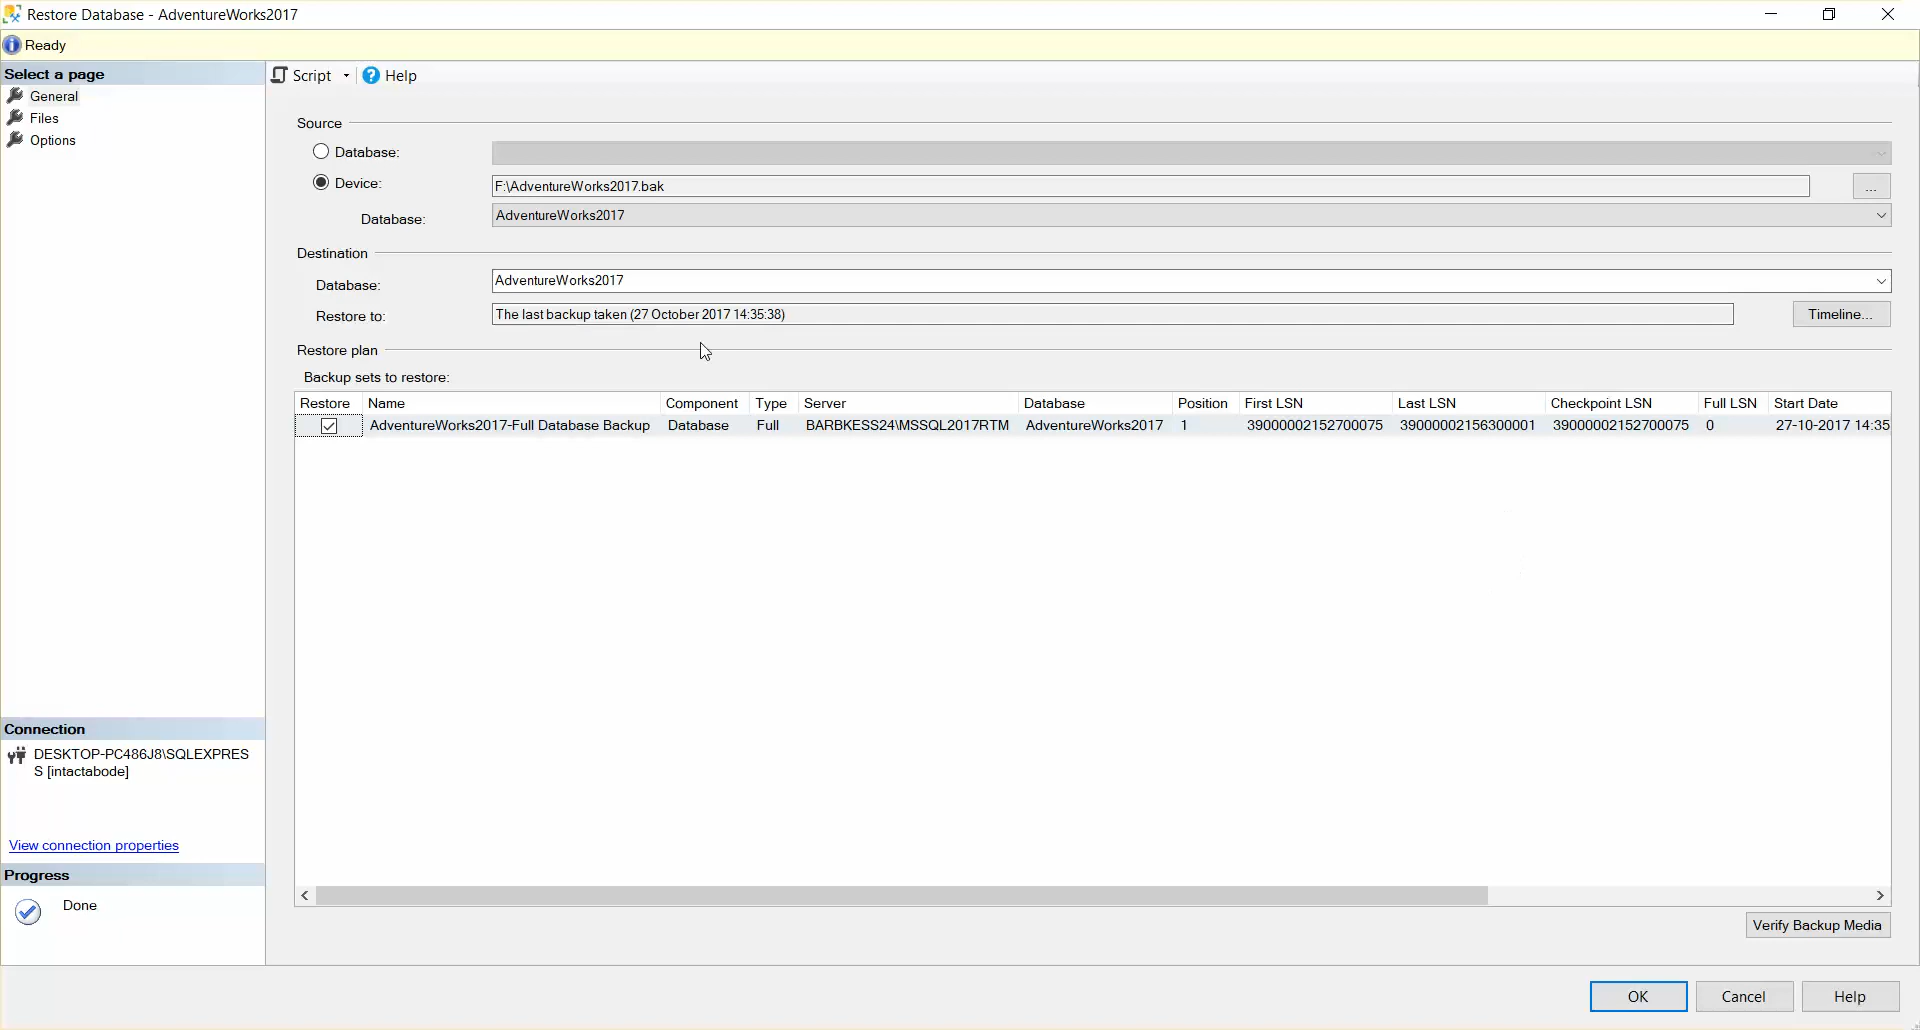 Restore Database - AdventureWorks2017
Ready
Select a page
General
Files
Options
Script
Help
Source
Database:
Device:
F:\AdventureWorks2017.bak
...
Database:
AdventureWorks2017
Destination
Database:
AdventureWorks2017
Restore to:
The last backup taken (27 October 2017 14:35:38)
Timeline...
Restore plan
Backup sets to restore:
Restore Name Component Type Server Database Position First LSN Last LSN Checkpoint LSN Full LSN Start Date
AdventureWorks2017-Full Database Backup Database Full BARBKESS24\MSSQL2017RTM AdventureWorks2017 1 39000002152700075 39000002156300001 39000002152700075 0 27-10-2017 14:35
Connection
DESKTOP-PC486J8\SQLEXPRES
S [intactabode]
View connection properties
Progress
Done
Verify Backup Media
OK
Cancel
Help